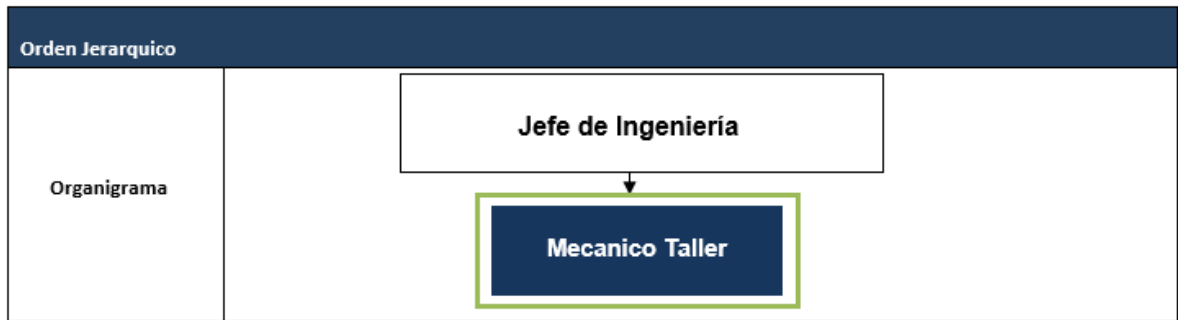 Orden Jerarquico
Jefe de Ingeniería
Organigrama
Mecanico Taller